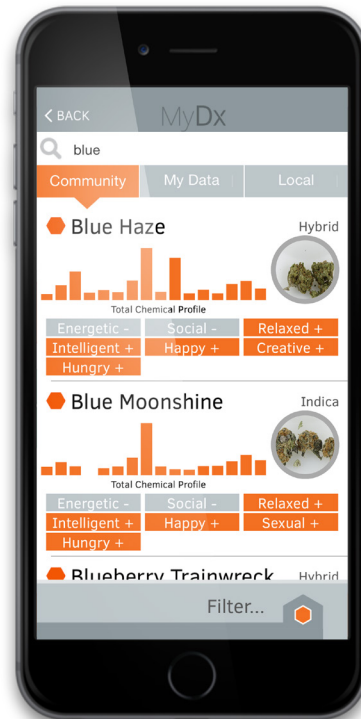 < BACK
MyDx
blue
Community My Data Local
Blue Haze Hybrid
Total Chemical Profile
Energetic - Social - Relaxed +
Intelligent + Happy + Creative +
Hungry +
Blue Moonshine Indica
Total Chemical Profile
Energetic - Social - Relaxed +
Intelligent + Happy + Sexual +
Hungry +
Blueberry Trainwreck Hybrid
Filter...